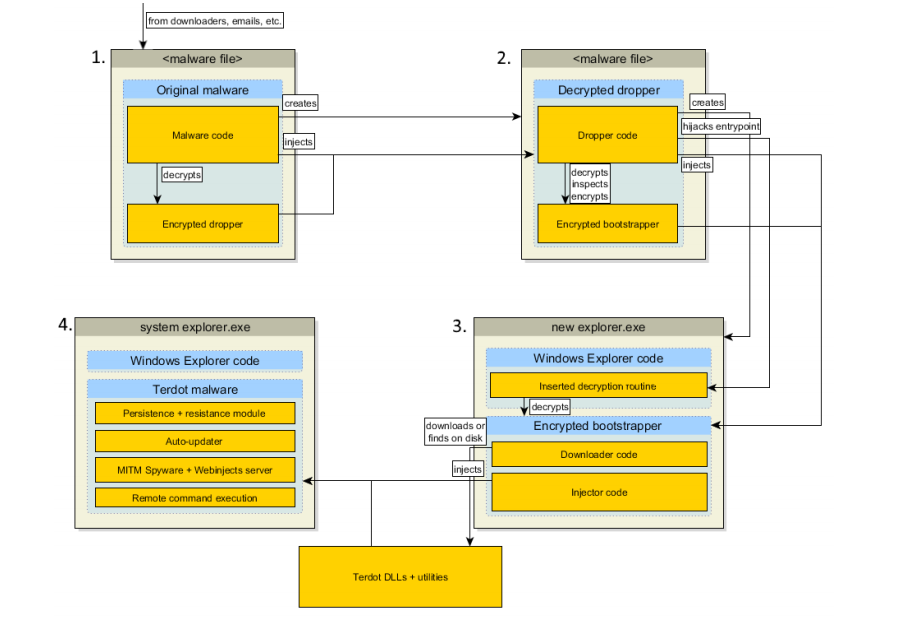 from downloaders, emails, etc.
1.
<malware file>
Original malware
Malware code
creates
injects
decrypts
Encrypted dropper
2.
<malware file>
Decrypted dropper
Dropper code
creates
hijacks entrypoint
injects
decrypts
inspects
encrypts
Encrypted bootstrapper
3.
new explorer.exe
Windows Explorer code
Inserted decryption routine
decrypts
Encrypted bootstrapper
downloads or
finds on disk
Downloader code
injects
Injector code
4.
system explorer.exe
Windows Explorer code
Terdot malware
Persistence + resistance module
Auto-updater
MITM Spyware + Webinjects server
Remote command execution
Terdot DLLs + utilities